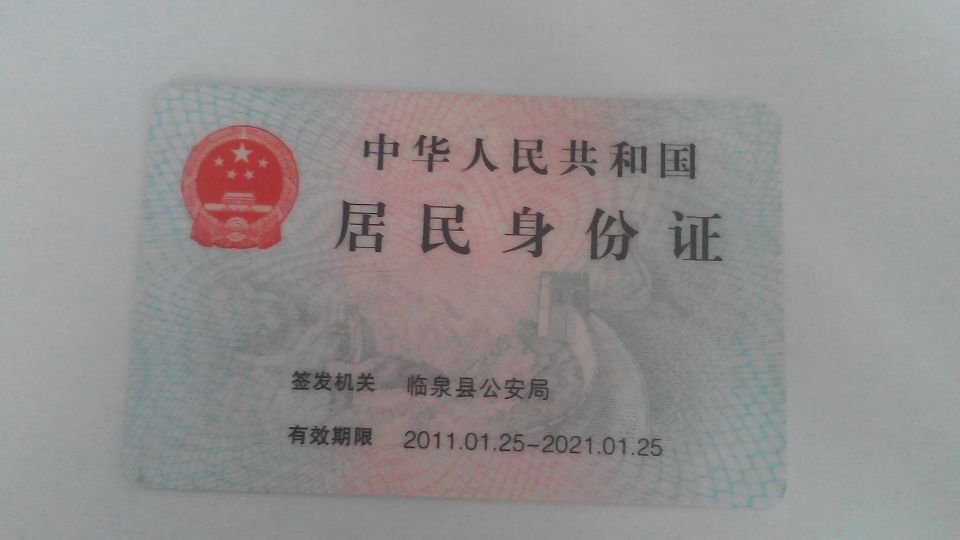 中华人民共和国
居民身份证
签发机关 临泉县公安局
有效期限 2011.01.25-2021.01.25